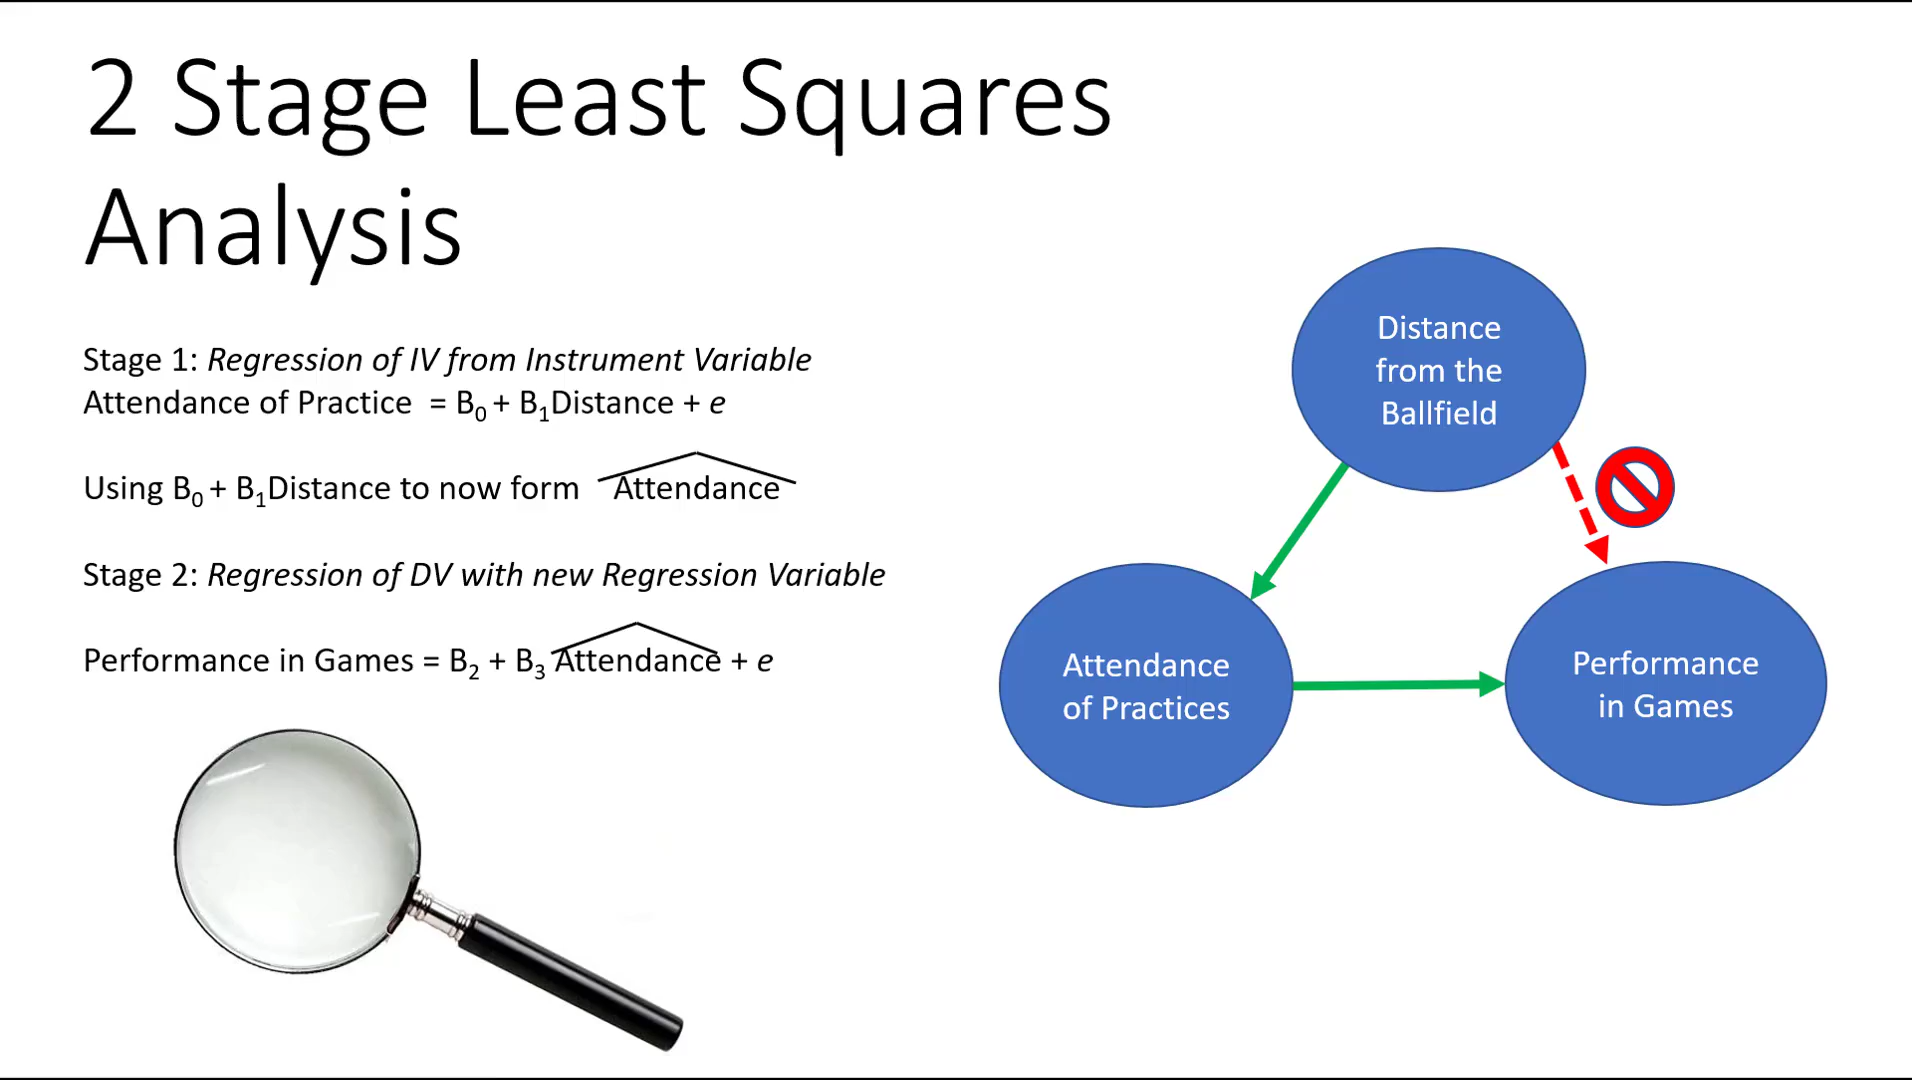 2 Stage Least Squares
Analysis
Stage 1: Regression of IV from Instrument Variable
Attendance of Practice = B₀ + B₁Distance + e
Using B₀ + B₁Distance to now form Attendance
Stage 2: Regression of DV with new Regression Variable
Performance in Games = B₂ + B₃ Attendance + e
Distance
from the
Ballfield
Attendance
of Practices
Performance
in Games